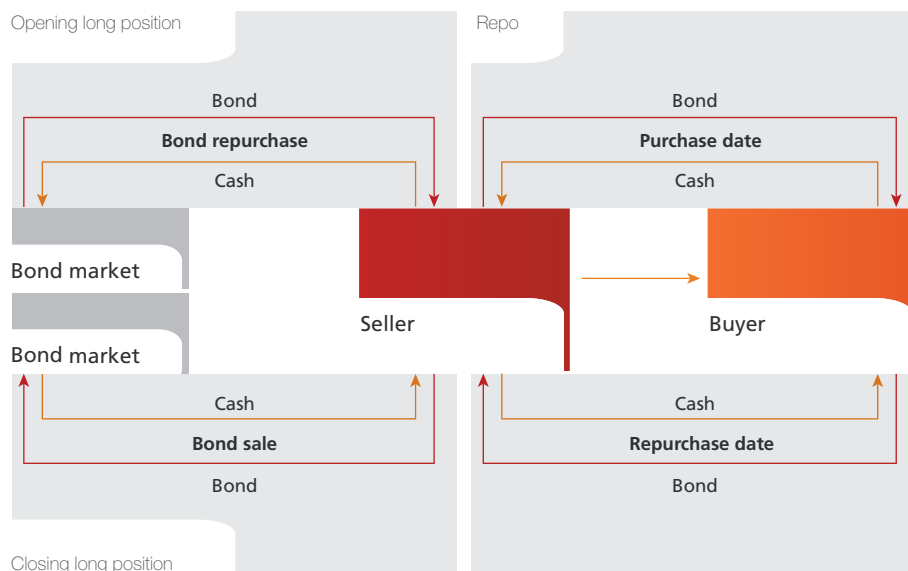 Opening long position
Repo
Bond
Bond repurchase
Cash
Bond
Purchase date
Cash
Bond market
Bond market
Seller
Buyer
Cash
Bond sale
Bond
Cash
Repurchase date
Bond
Closing long position